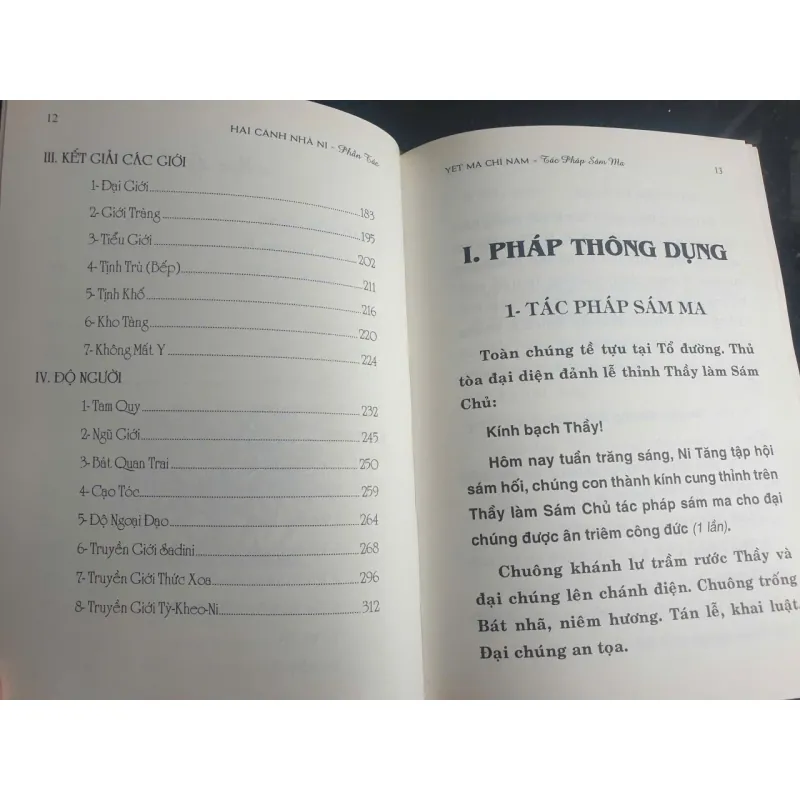 12
HAI CÁNH NHÀ NI - Phần Tác
III. KẾT GIẢI CÁC GIỚI
1- Đại Giới 183
2- Giới Tràng 195
3- Tiểu Giới 202
4- Tịnh Trù (Bếp) 211
5- Tịnh Khố 216
6- Kho Tàng 220
7- Không Mất Y 224
IV. ĐỘ NGƯỜI
1- Tam Quy 232
2- Ngũ Giới 245
3- Bát Quan Trai 250
4- Cạo Tóc 259
5- Độ Ngoại Đạo 264
6- Truyền Giới Sadini 268
7- Truyền Giới Thức Xoa 296
8- Truyền Giới Tỳ-Kheo-Ni 312
YẾT MA CHỈ NAM - Tác Pháp Sám Ma
13
I. PHÁP THÔNG DỤNG
1- TÁC PHÁP SÁM MA
Toàn chúng tề tựu tại Tổ đường. Thủ
tòa đại diện đảnh lễ thỉnh Thầy làm Sám
Chủ:
Kính bạch Thầy!
Hôm nay tuần trăng sáng, Ni Tăng tập hội
sám hối, chúng con thành kính cung thỉnh trên
Thầy làm Sám Chủ tác pháp sám ma cho đại
chúng được ân triêm công đức (1 lần).
Chuông khánh lư trầm rước Thầy và
đại chúng lên chánh điện. Chuông trống
Bát nhã, niêm hương. Tán lễ, khai luật.
Đại chúng an tọa.